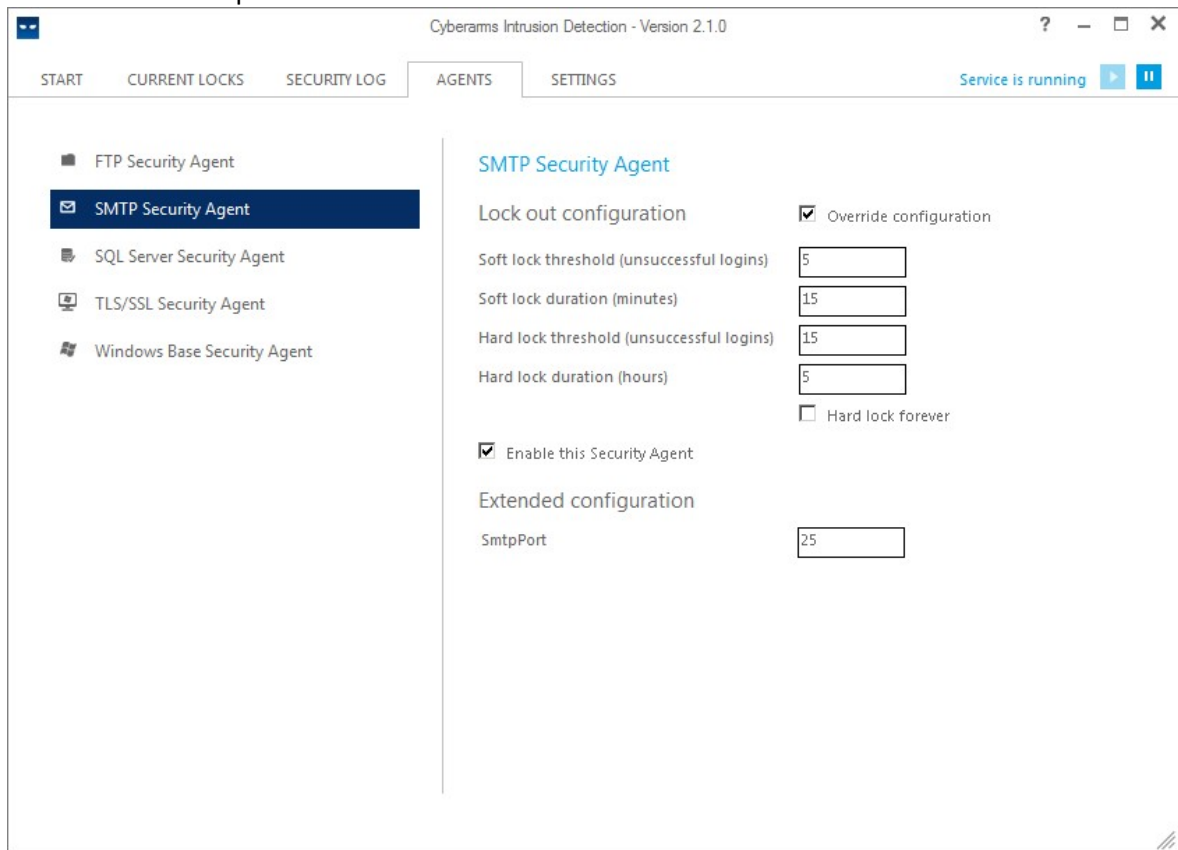 Cyberarms Intrusion Detection - Version 2.1.0
START CURRENT LOCKS SECURITY LOG AGENTS SETTINGS Service is running
FTP Security Agent
SMTP Security Agent
SQL Server Security Agent
TLS/SSL Security Agent
Windows Base Security Agent
SMTP Security Agent
Lock out configuration Override configuration
Soft lock threshold (unsuccessful logins) 5
Soft lock duration (minutes) 15
Hard lock threshold (unsuccessful logins) 15
Hard lock duration (hours) 5
Hard lock forever
Enable this Security Agent
Extended configuration
SmtpPort 25